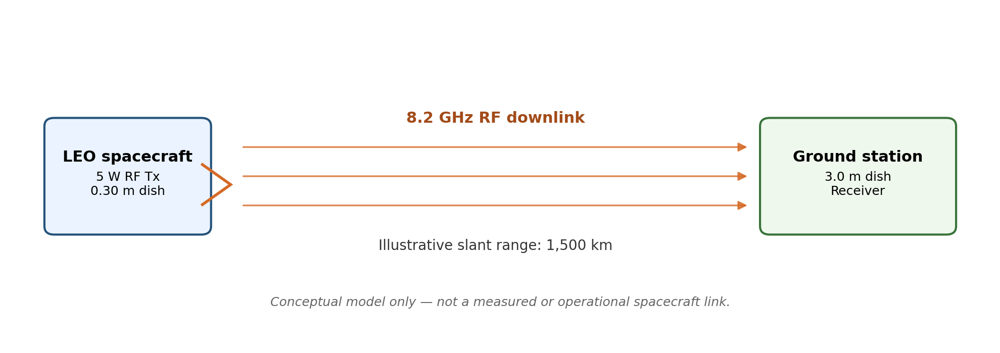 8.2 GHz RF downlink
LEO spacecraft
5 W RF Tx
0.30 m dish
Ground station
3.0 m dish
Receiver
Illustrative slant range: 1,500 km
Conceptual model only — not a measured or operational spacecraft link.